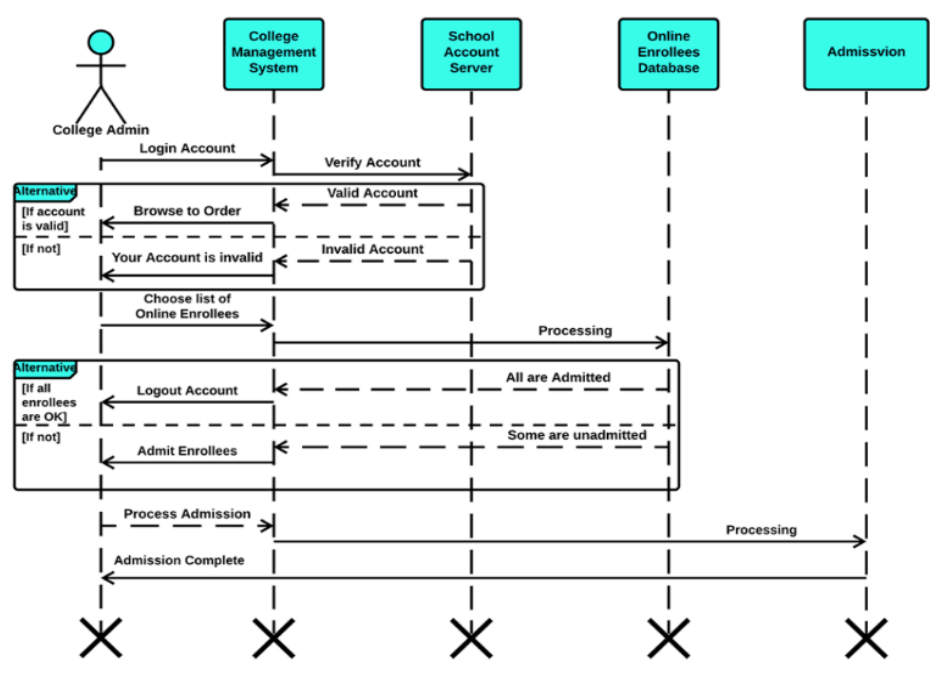 College
Management
System
School
Account
Server
Online
Enrollees
Database
Admissvion
College Admin
Login Account
Verify Account
Alternative
[If account
is valid]
Valid Account
Browse to Order
[If not]
Invalid Account
Your Account is invalid
Choose list of
Online Enrollees
Processing
Alternative
[If all
enrollees
are OK]
All are Admitted
Logout Account
[If not]
Some are unadmitted
Admit Enrollees
Process Admission
Processing
Admission Complete